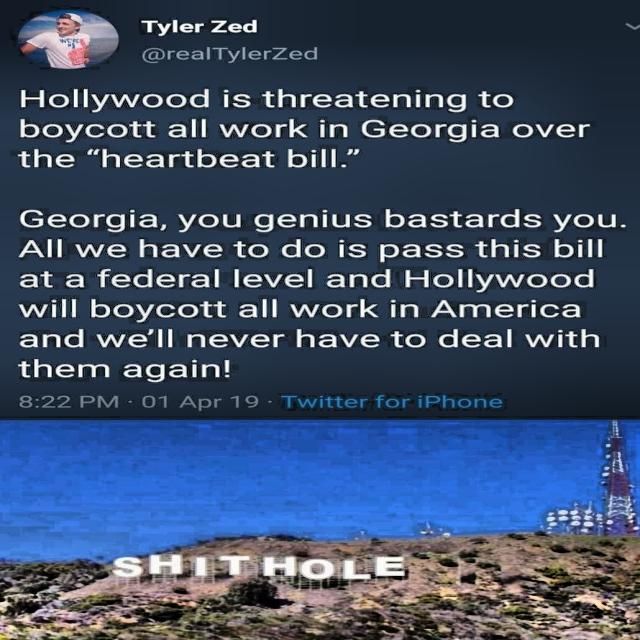 Tyler Zed
@realTylerZed
Hollywood is threatening to
boycott all work in Georgia over
the “heartbeat bill.”
Georgia, you genius bastards you.
All we have to do is pass this bill
at a federal level and Hollywood
will boycott all work in America
and we’ll never have to deal with
them again!
8:22 PM · 01 Apr 19 · Twitter for iPhone
SHITHOLE